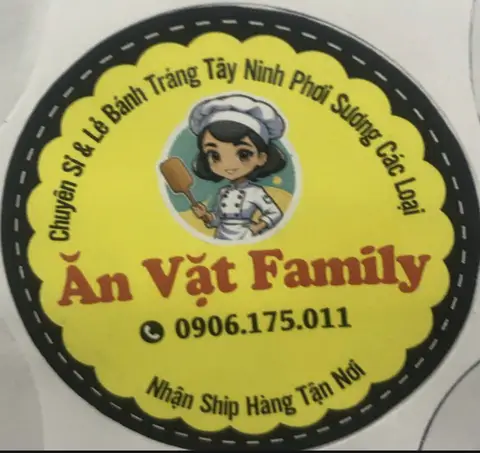 Chuyên Sỉ & Lẻ Bánh Tráng Tây Ninh Phơi Sương Các Loại
Ăn Vặt Family
0906.175.011
Nhận Ship Hàng Tận Nơi